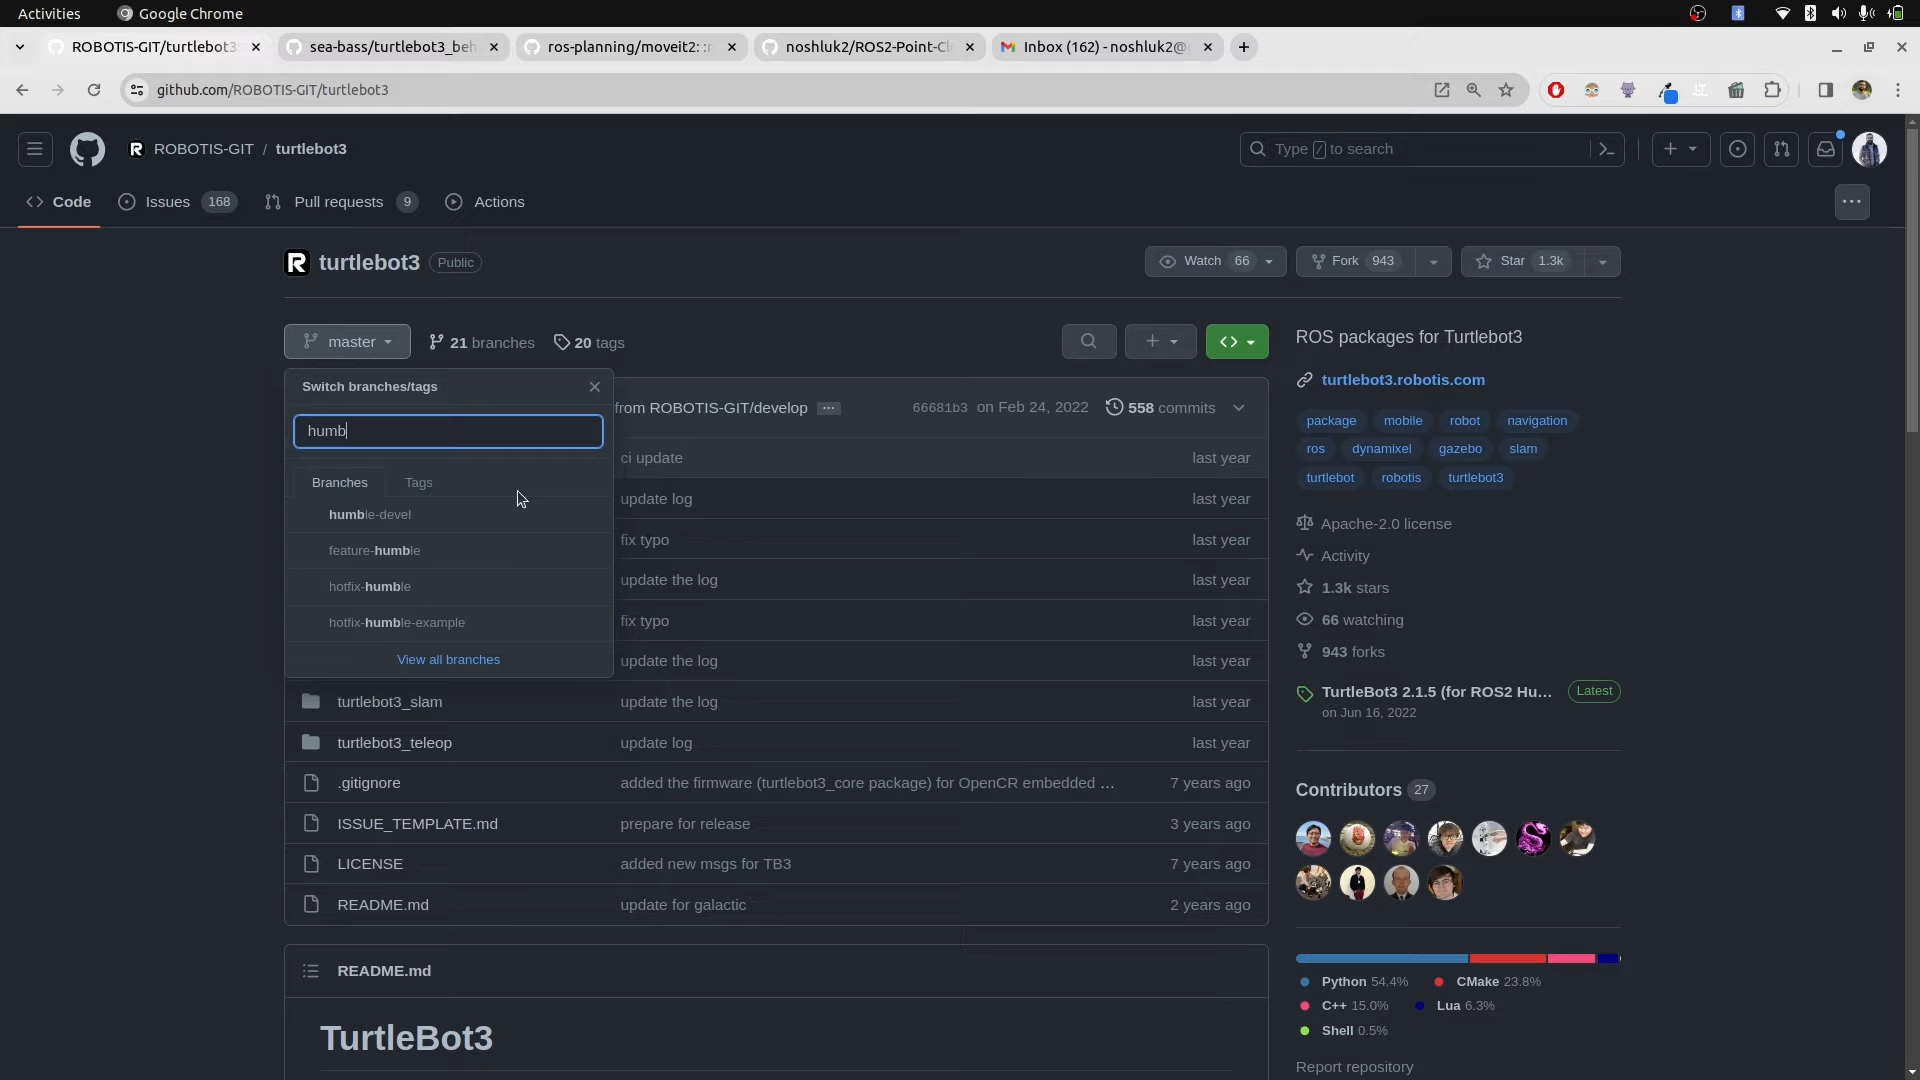 Activities Google Chrome
ROBOTIS-GIT/turtlebot3 sea-bass/turtlebot3_beh ros-planning/moveit2: :r noshluk2/ROS2-Point-Cl Inbox (162) - noshluk2@g
github.com/ROBOTIS-GIT/turtlebot3
ROBOTIS-GIT / turtlebot3 Type / to search
Code Issues 168 Pull requests 9 Actions
turtlebot3 Public Watch 66 Fork 943 Star 1.3k
master 21 branches 20 tags
ROS packages for Turtlebot3
turtlebot3.robotis.com
Switch branches/tags
humb
Branches Tags
humble-devel
feature-humble
hotfix-humble
hotfix-humble-example
View all branches
from ROBOTIS-GIT/develop ... 66681b3 on Feb 24, 2022 558 commits
ci update last year
update log last year
fix typo last year
update the log last year
fix typo last year
update the log last year
turtlebot3_slam update the log last year
turtlebot3_teleop update log last year
.gitignore added the firmware (turtlebot3_core package) for OpenCR embedded … 7 years ago
ISSUE_TEMPLATE.md prepare for release 3 years ago
LICENSE added new msgs for TB3 7 years ago
README.md update for galactic 2 years ago
README.md
TurtleBot3
package mobile robot navigation
ros dynamixel gazebo slam
turtlebot robotis turtlebot3
Apache-2.0 license
Activity
1.3k stars
66 watching
943 forks
TurtleBot3 2.1.5 (for ROS2 Hu... Latest
on Jun 16, 2022
Contributors 27
Python 54.4% CMake 23.8%
C++ 15.0% Lua 6.3%
Shell 0.5%
Report repository